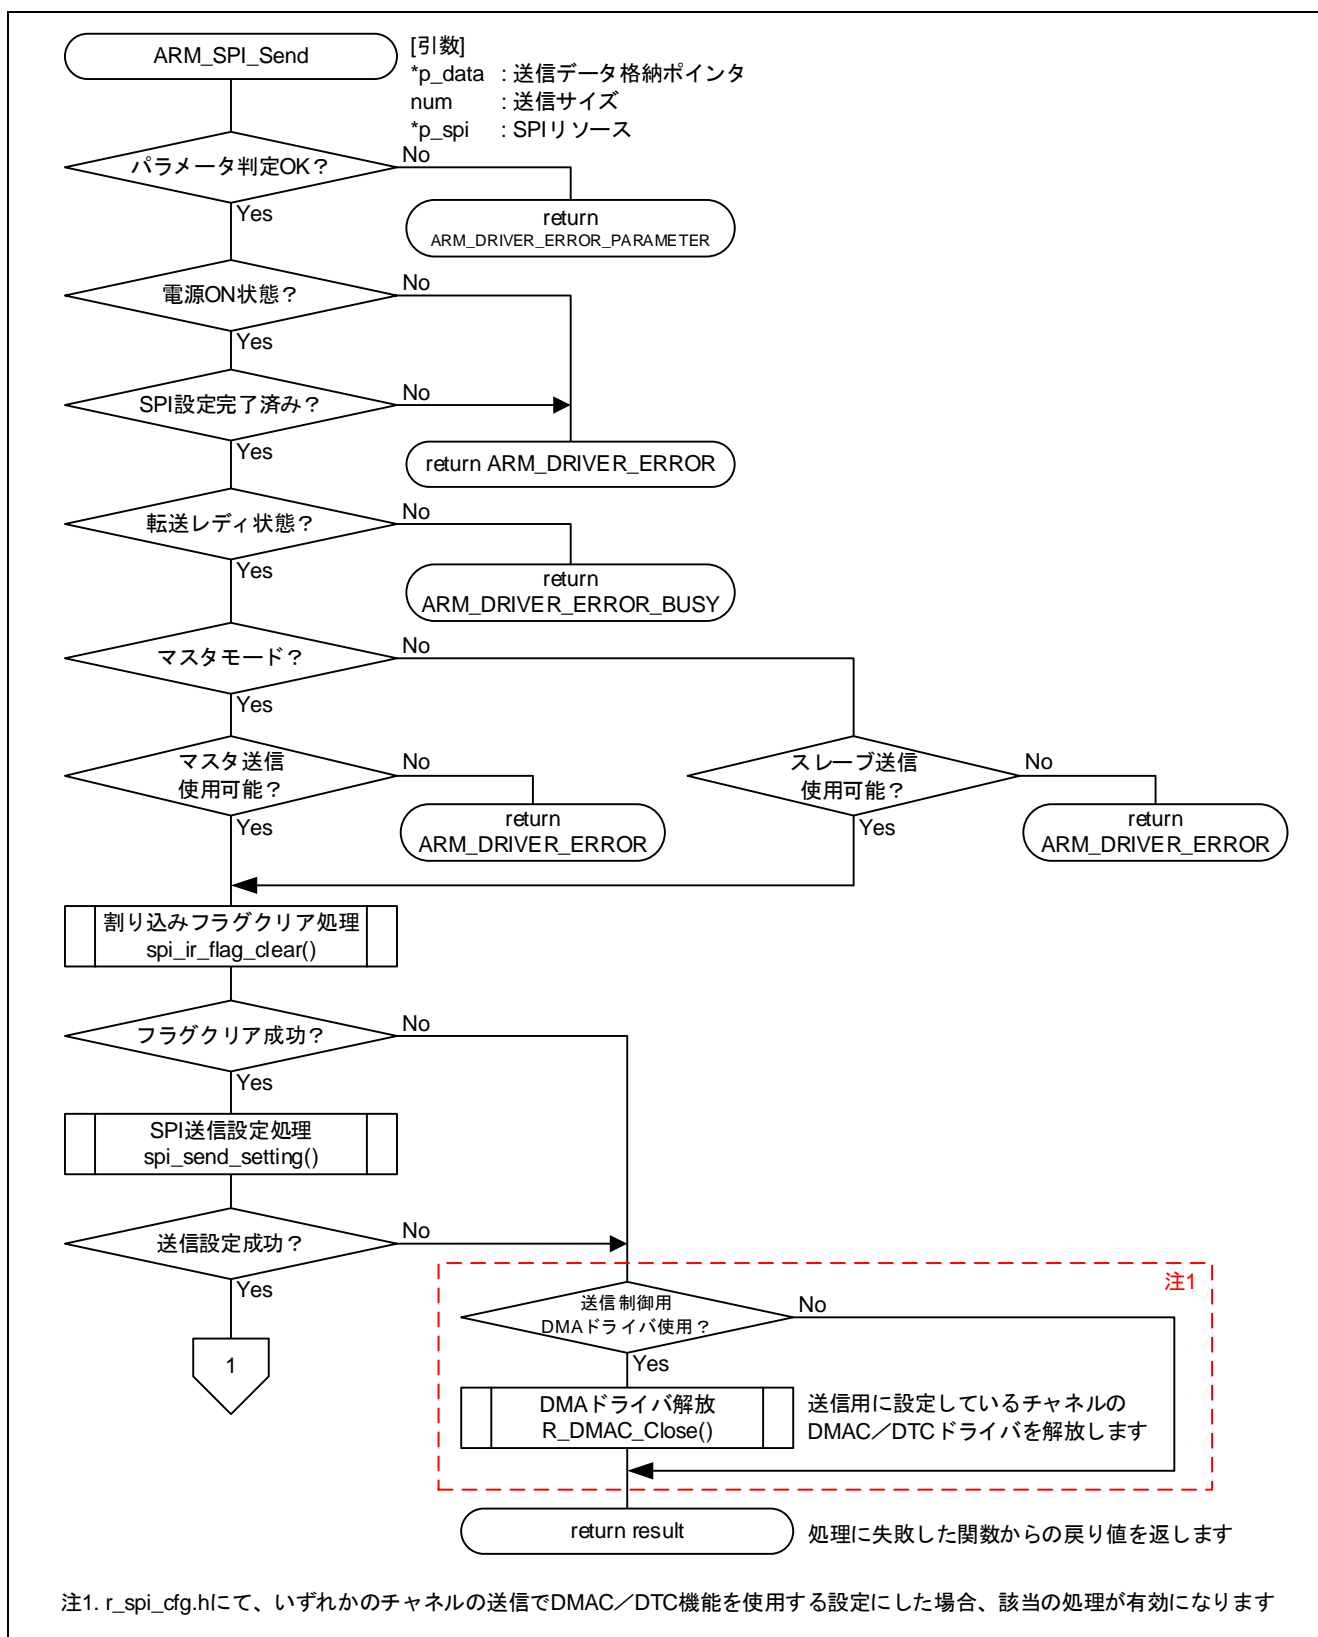 ARM_SPI_Send
[引数]
*p_data : 送信データ格納ポインタ
num : 送信サイズ
*p_spi : SPIリソース
パラメータ判定OK？
No
Yes
return
ARM_DRIVER_ERROR_PARAMETER
電源ON状態？
No
Yes
SPI設定完了済み？
No
Yes
return ARM_DRIVER_ERROR
転送レディ状態？
No
Yes
return
ARM_DRIVER_ERROR_BUSY
マスタモード？
No
Yes
マスタ送信
使用可能？
No
Yes
return
ARM_DRIVER_ERROR
スレーブ送信
使用可能？
No
Yes
return
ARM_DRIVER_ERROR
割り込みフラグクリア処理
spi_ir_flag_clear()
フラグクリア成功？
No
Yes
SPI送信設定処理
spi_send_setting()
送信設定成功？
No
Yes
1
注1
送信制御用
DMAドライバ使用？
No
Yes
DMAドライバ解放
R_DMAC_Close()
送信用に設定しているチャネルの
DMAC／DTCドライバを解放します
return result
処理に失敗した関数からの戻り値を返します
注1. r_spi_cfg.hにて、いずれかのチャネルの送信でDMAC／DTC機能を使用する設定にした場合、該当の処理が有効になります